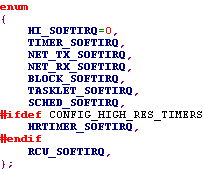 enum
{
    HI_SOFTIRQ=0,
    TIMER_SOFTIRQ,
    NET_TX_SOFTIRQ,
    NET_RX_SOFTIRQ,
    BLOCK_SOFTIRQ,
    TASKLET_SOFTIRQ,
    SCHED_SOFTIRQ,
#ifdef CONFIG_HIGH_RES_TIMERS
    HRTIMER_SOFTIRQ,
#endif
    RCU_SOFTIRQ,
};